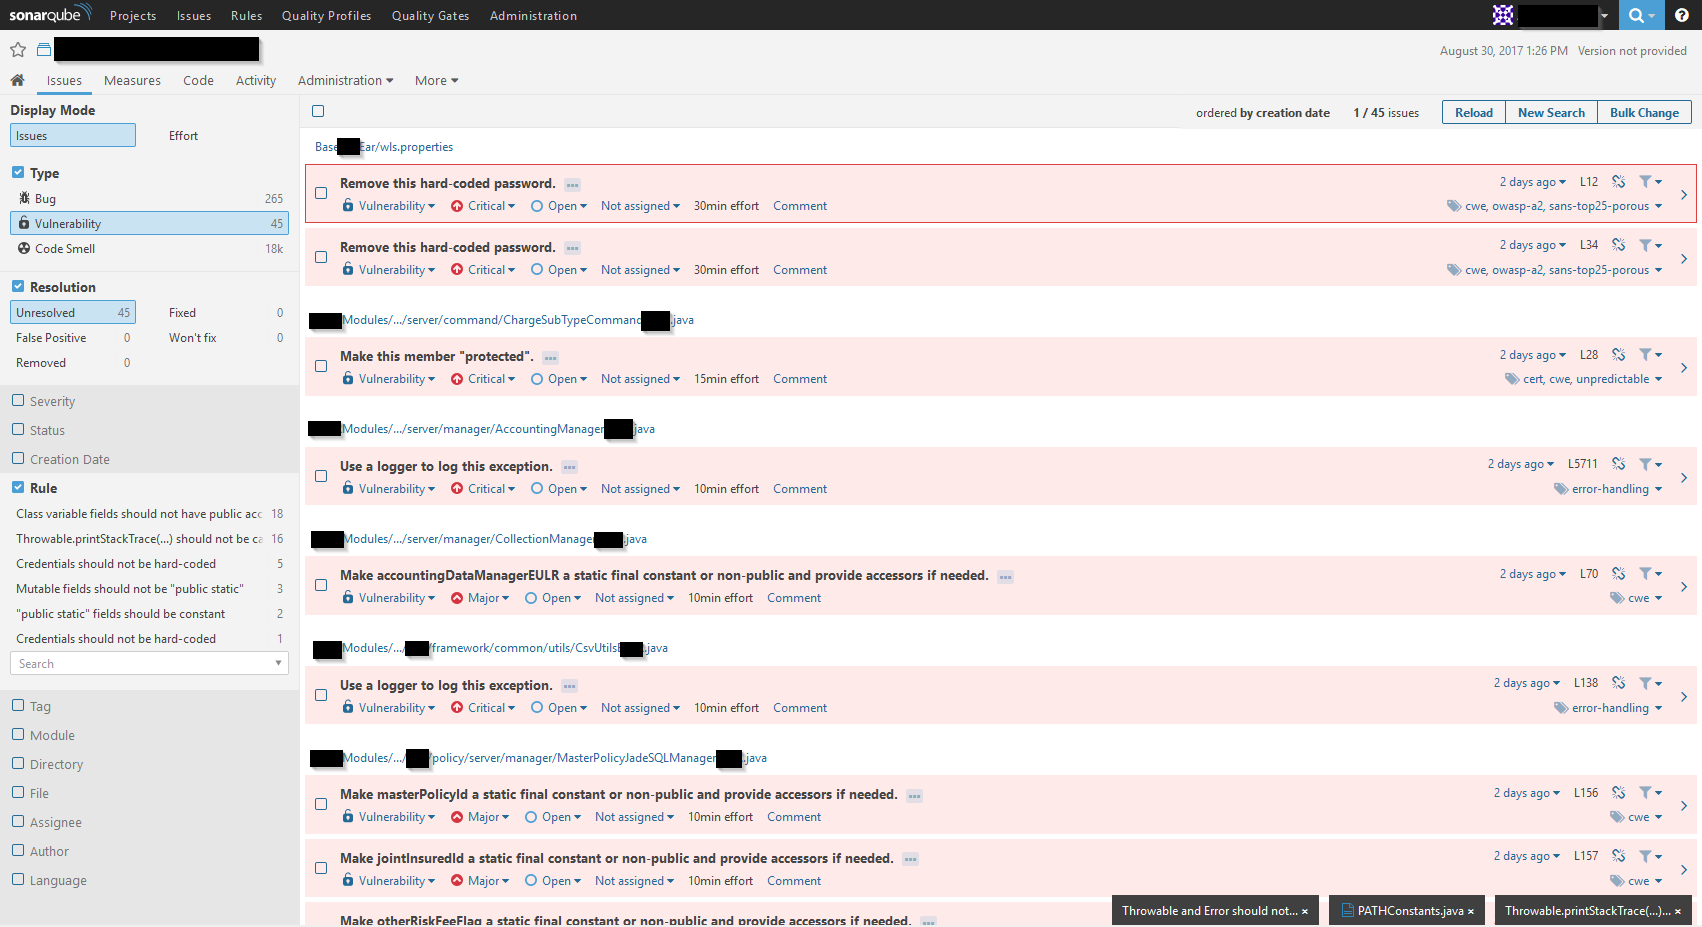 sonarqube Projects Issues Rules Quality Profiles Quality Gates Administration
August 30, 2017 1:26 PM Version not provided
Issues Measures Code Activity Administration More
Display Mode
Issues Effort
Type
Bug 265
Vulnerability 45
Code Smell 18k
Resolution
Unresolved 45 Fixed 0
False Positive 0 Won't fix 0
Removed 0
Severity
Status
Creation Date
Rule
Class variable fields should not have public acc 18
Throwable.printStackTrace(...) should not be ca 16
Credentials should not be hard-coded 5
Mutable fields should not be "public static" 3
"public static" fields should be constant 2
Credentials should not be hard-coded 1
Search
Tag
Module
Directory
File
Assignee
Author
Language
ordered by creation date 1 / 45 issues Reload New Search Bulk Change
Base Ear/wls.properties
Remove this hard-coded password. ... 2 days ago L12
Vulnerability Critical Open Not assigned 30min effort Comment cwe, owasp-a2, sans-top25-porous
Remove this hard-coded password. ... 2 days ago L34
Vulnerability Critical Open Not assigned 30min effort Comment cwe, owasp-a2, sans-top25-porous
Modules/.../server/command/ChargeSubTypeCommand .java
Make this member "protected". ... 2 days ago L28
Vulnerability Critical Open Not assigned 15min effort Comment cert, cwe, unpredictable
Modules/.../server/manager/AccountingManager .java
Use a logger to log this exception. ... 2 days ago L5711
Vulnerability Critical Open Not assigned 10min effort Comment error-handling
Modules/.../server/manager/CollectionManager .java
Make accountingDataManagerEULR a static final constant or non-public and provide accessors if needed. ... 2 days ago L70
Vulnerability Major Open Not assigned 10min effort Comment cwe
Modules/.../ /framework/common/utils/CsvUtils .java
Use a logger to log this exception. ... 2 days ago L138
Vulnerability Critical Open Not assigned 10min effort Comment error-handling
Modules/.../ /policy/server/manager/MasterPolicyJadeSQLManager .java
Make masterPolicyId a static final constant or non-public and provide accessors if needed. ... 2 days ago L156
Vulnerability Major Open Not assigned 10min effort Comment cwe
Make jointInsuredId a static final constant or non-public and provide accessors if needed. ... 2 days ago L157
Vulnerability Major Open Not assigned 10min effort Comment cwe
Make otherRiskFeeFlag a static final constant or non-public and provide accessors if needed. ...
Throwable and Error should not... × PATHConstants.java × Throwable.printStackTrace(...)... ×